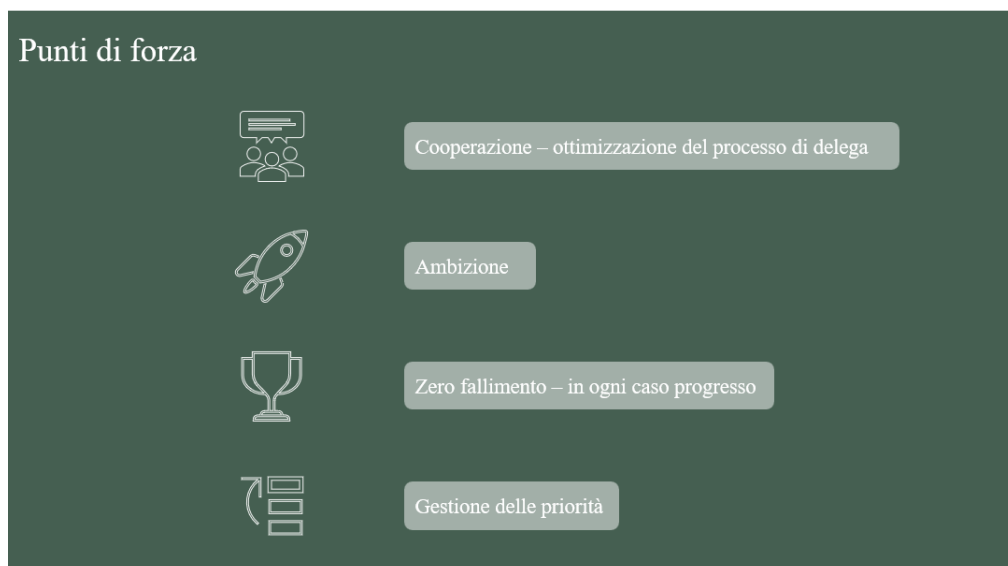 Punti di forza
Cooperazione – ottimizzazione del processo di delega
Ambizione
Zero fallimento – in ogni caso progresso
Gestione delle priorità